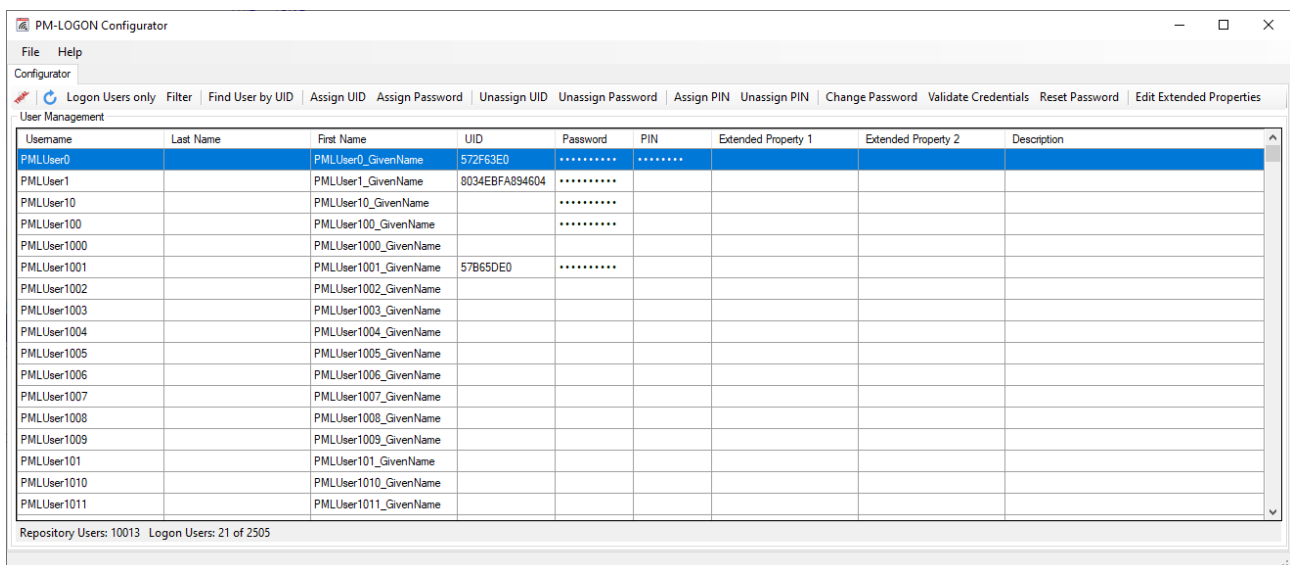 PM-LOGON Configurator
File Help
Configurator
Logon Users only Filter Find User by UID Assign UID Assign Password Unassign UID Unassign Password Assign PIN Unassign PIN Change Password Validate Credentials Reset Password Edit Extended Properties
User Management
Username Last Name First Name UID Password PIN Extended Property 1 Extended Property 2 Description
PMLUser0 PMLUser0_GivenName 572F63E0 •••••••••• ••••••••
PMLUser1 PMLUser1_GivenName 8034EBFA894604 ••••••••••
PMLUser10 PMLUser10_GivenName ••••••••••
PMLUser100 PMLUser100_GivenName ••••••••••
PMLUser1000 PMLUser1000_GivenName
PMLUser1001 PMLUser1001_GivenName 57B65DE0 ••••••••••
PMLUser1002 PMLUser1002_GivenName
PMLUser1003 PMLUser1003_GivenName
PMLUser1004 PMLUser1004_GivenName
PMLUser1005 PMLUser1005_GivenName
PMLUser1006 PMLUser1006_GivenName
PMLUser1007 PMLUser1007_GivenName
PMLUser1008 PMLUser1008_GivenName
PMLUser1009 PMLUser1009_GivenName
PMLUser101 PMLUser101_GivenName
PMLUser1010 PMLUser1010_GivenName
PMLUser1011 PMLUser1011_GivenName
Repository Users: 10013 Logon Users: 21 of 2505